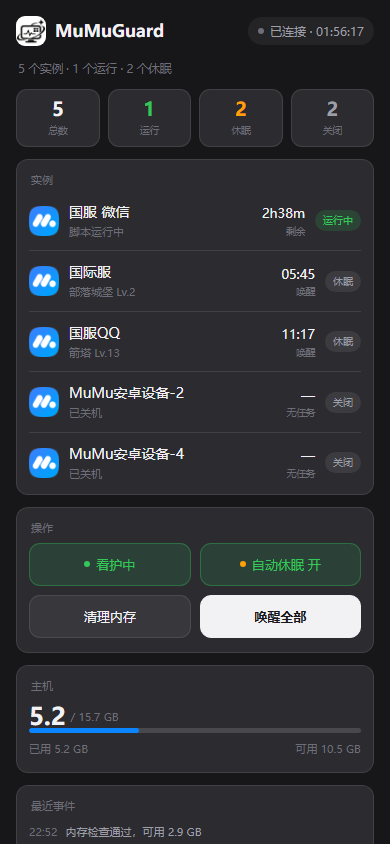 MuMuGuard
已连接 · 01:56:17
5 个实例 · 1 个运行 · 2 个休眠
5
总数
1
运行
2
休眠
2
关闭
实例
国服 微信
脚本运行中
2h38m
剩余
运行中
国际服
部落城堡 Lv.2
05:45
唤醒
休眠
国服QQ
箭塔 Lv.13
11:17
唤醒
休眠
MuMu安卓设备-2
已关机
—
无任务
关闭
MuMu安卓设备-4
已关机
—
无任务
关闭
操作
看护中
自动休眠 开
清理内存
唤醒全部
主机
5.2 / 15.7 GB
已用 5.2 GB
可用 10.5 GB
最近事件
22:52 内存检查通过，可用 2.9 GB